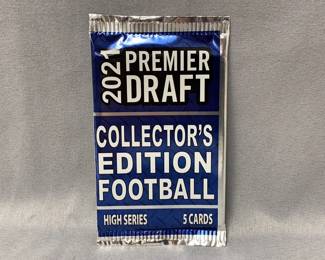 2021
PREMIER
DRAFT
COLLECTOR'S
EDITION
FOOTBALL
HIGH SERIES 5 CARDS